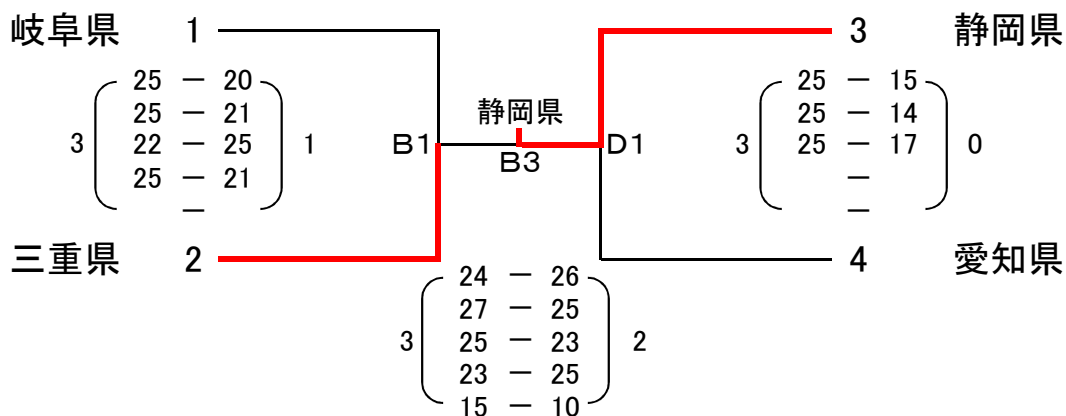 岐阜県 1
3 静岡県
25 － 20
25 － 21
3 22 － 25 1
25 － 21
－
静岡県
B1 B3 D1
25 － 15
25 － 14
3 25 － 17 0
－
－
三重県 2
4 愛知県
24 － 26
27 － 25
3 25 － 23 2
23 － 25
15 － 10